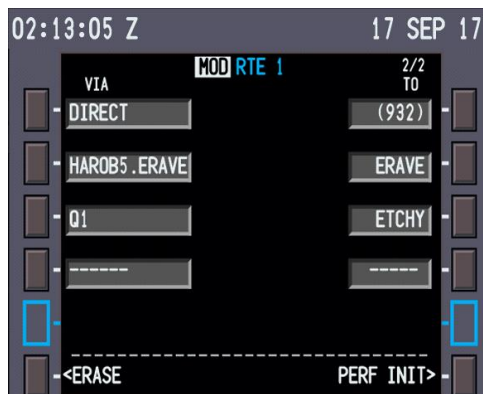 02:13:05 Z 17 SEP 17
MOD RTE 1 2/2
VIA TO
DIRECT (932)
HAROB5.ERAVE ERAVE
Q1 ETCHY
------ -----
<ERASE PERF INIT>